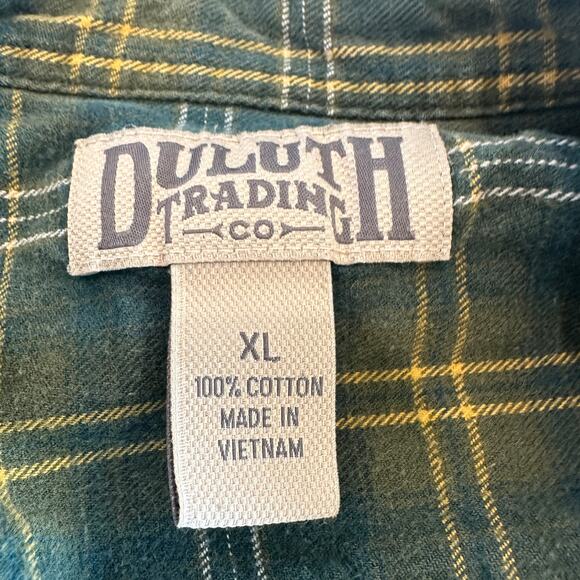 DULUTH
TRADING
CO
XL
100% COTTON
MADE IN
VIETNAM